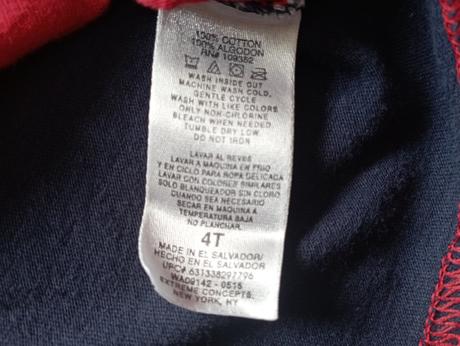 100% COTTON
100% ALGODON
RN# 109382
WASH INSIDE OUT
MACHINE WASH COLD,
GENTLE CYCLE
WASH WITH LIKE COLORS
ONLY NON-CHLORINE
BLEACH WHEN NEEDED
TUMBLE DRY LOW
DO NOT IRON
LAVAR AL REVES
LAVAR A MAQUINA EN FRIO
Y EN CICLO PARA ROPA DELICADA
LAVAR CON COLORES SIMILARES
SOLO BLANQUEADOR SIN CLORO
CUANDO SEA NECESARIO
SECAR EN MAQUINA A
TEMPERATURA BAJA
NO PLANCHAR.
4T
MADE IN EL SALVADOR/
HECHO EN EL SALVADOR
UPC# 631338297796
WA09142 - 0515
EXTREME CONCEPTS,
NEW YORK, NY